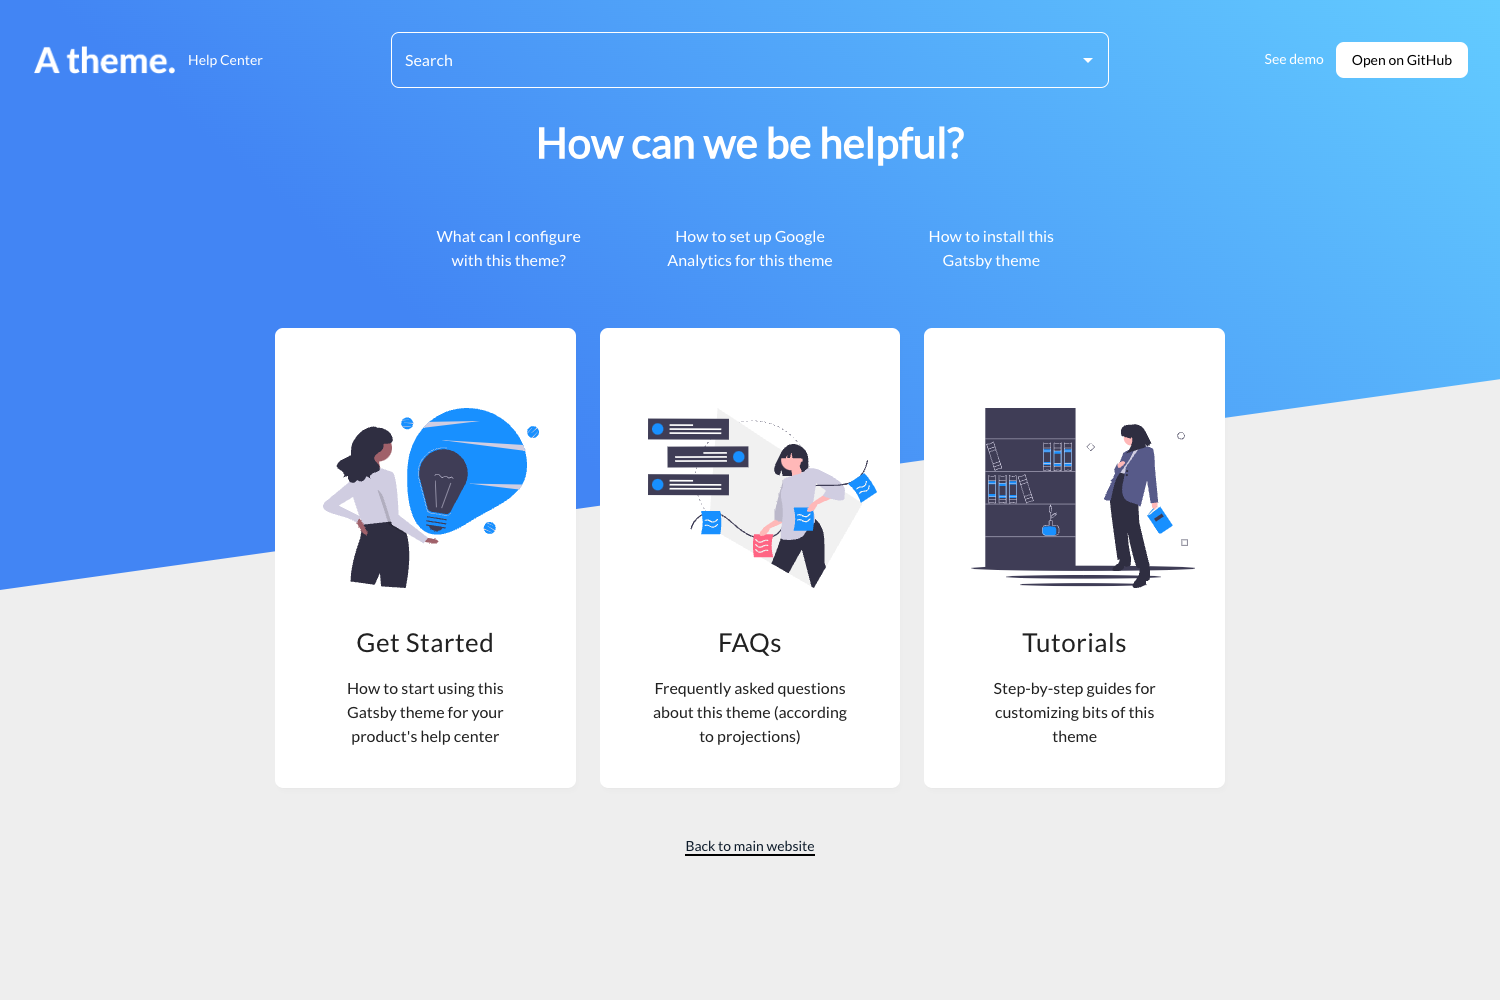 A theme.
Help Center
Search
See demo
Open on GitHub
How can we be helpful?
What can I configure
with this theme?
How to set up Google
Analytics for this theme
How to install this
Gatsby theme
Get Started
How to start using this
Gatsby theme for your
product's help center
FAQs
Frequently asked questions
about this theme (according
to projections)
Tutorials
Step-by-step guides for
customizing bits of this
theme
Back to main website